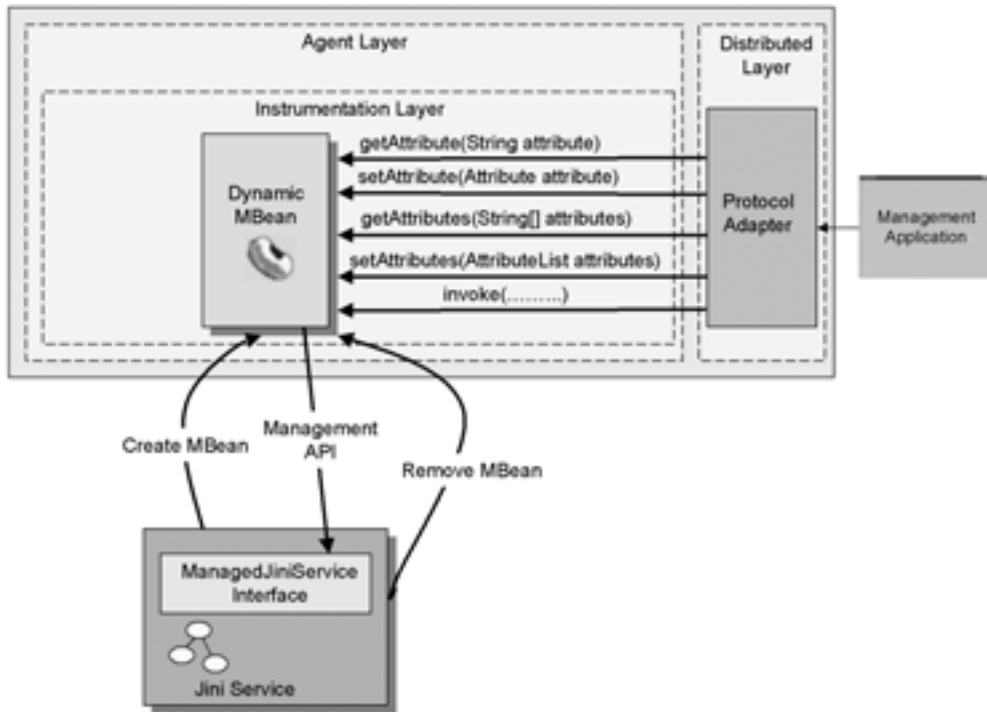 Agent Layer
Distributed
Layer
Instrumentation Layer
getAttribute(String attribute)
setAttribute(Attribute attribute)
getAttributes(String[] attributes)
setAttributes(AttributeList attributes)
invoke(.........)
Dynamic
MBean
Protocol
Adapter
Management
Application
Create MBean
Management
API
Remove MBean
ManagedJiniService
Interface
Jini Service